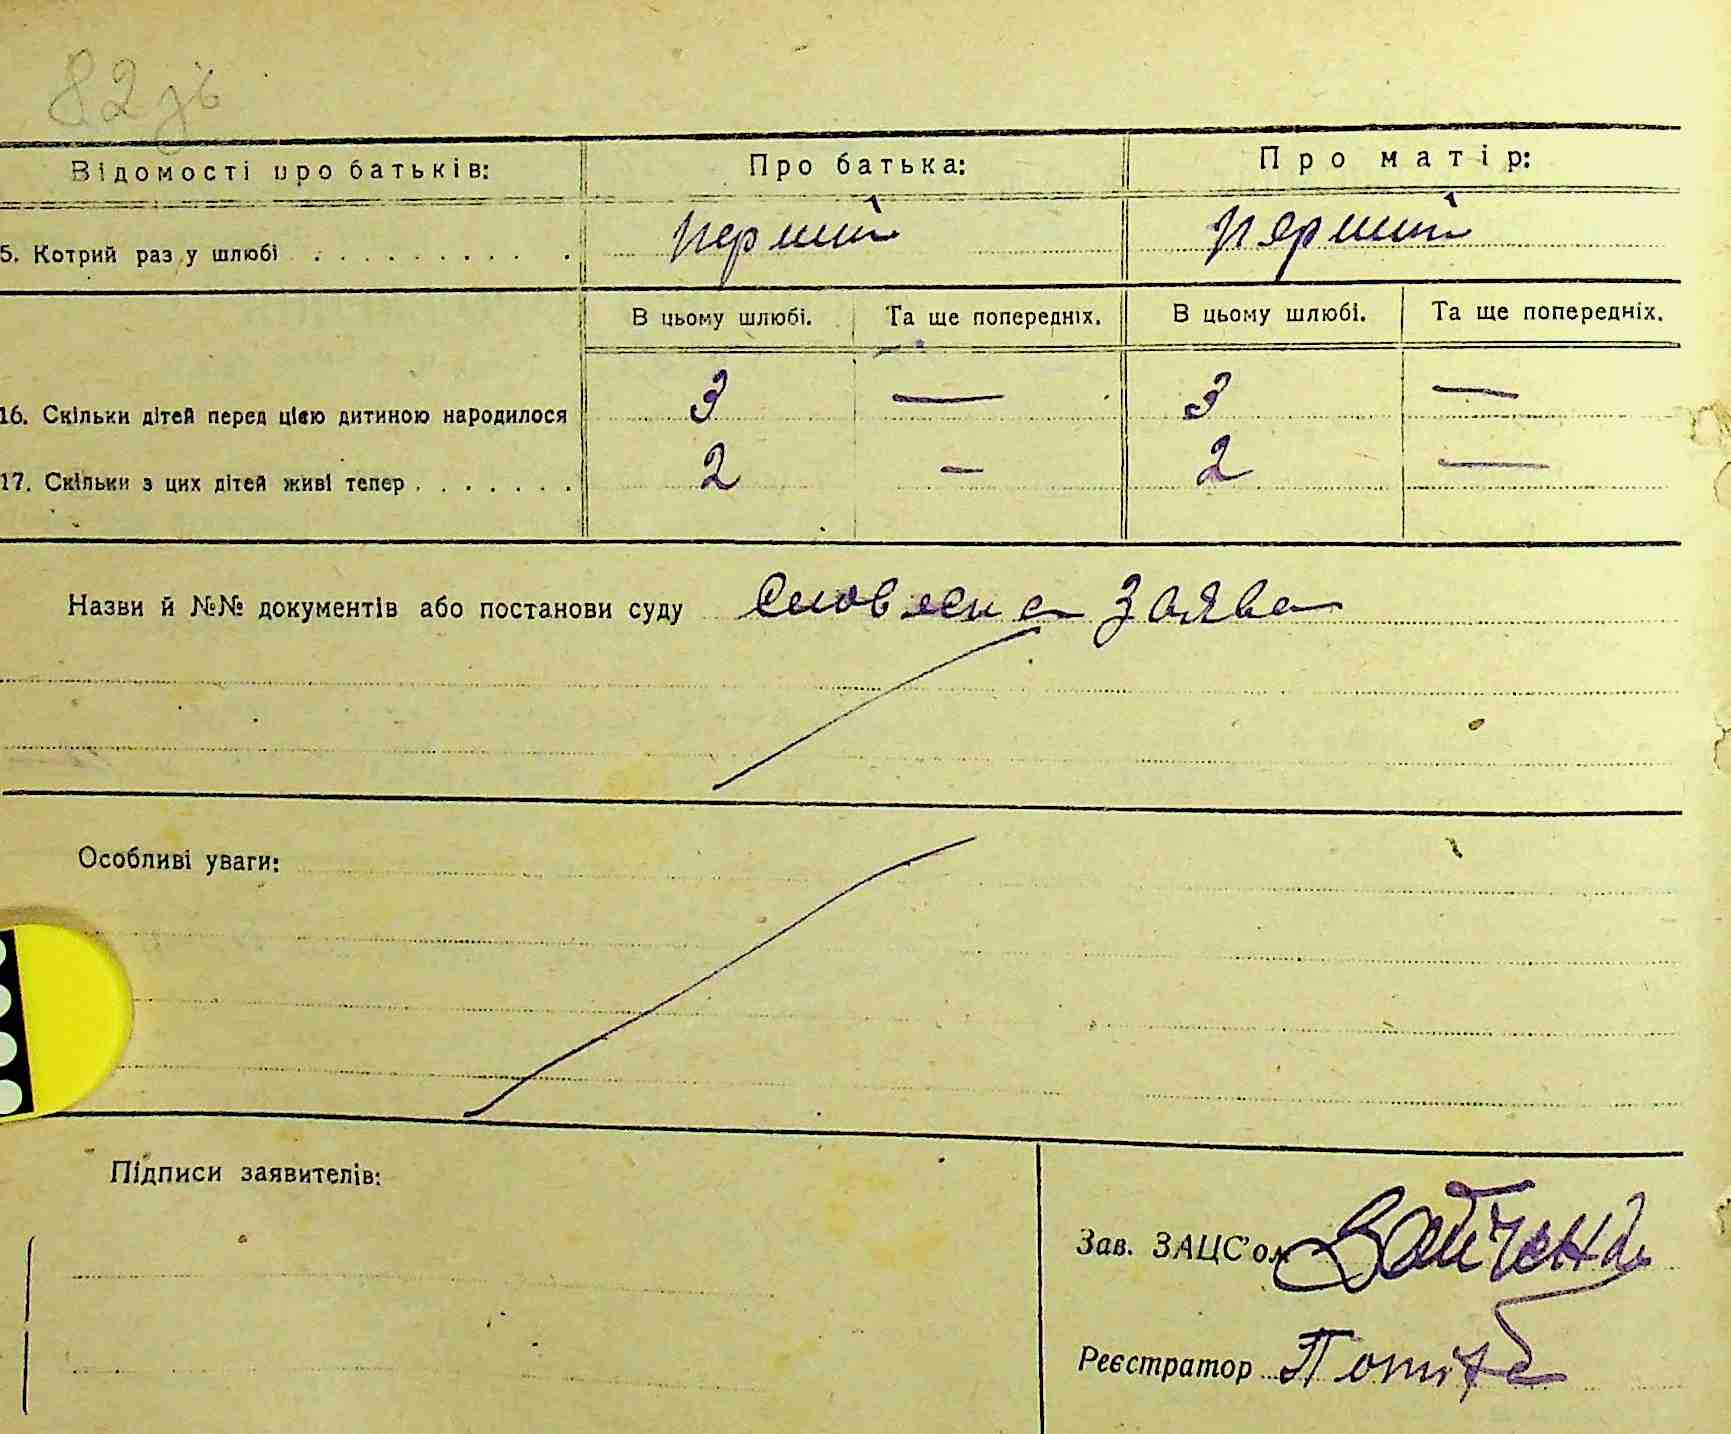 82 зв
Відомості про батьків: Про батька: Про матір:
5. Котрий раз у шлюбі . . . . . . . . . . перший перший
В цьому шлюбі. Та ще попередніх. В цьому шлюбі. Та ще попередніх.
16. Скільки дітей перед цією дитиною народилося 3 — 3 —
17. Скільки з цих дітей живі тепер . . . . . . . 2 — 2 —
Назви й №№ документів або постанови суду словесна заява
Особливі уваги:
Підписи заявителів:
Зав. ЗАЦС'ом
Реєстратор